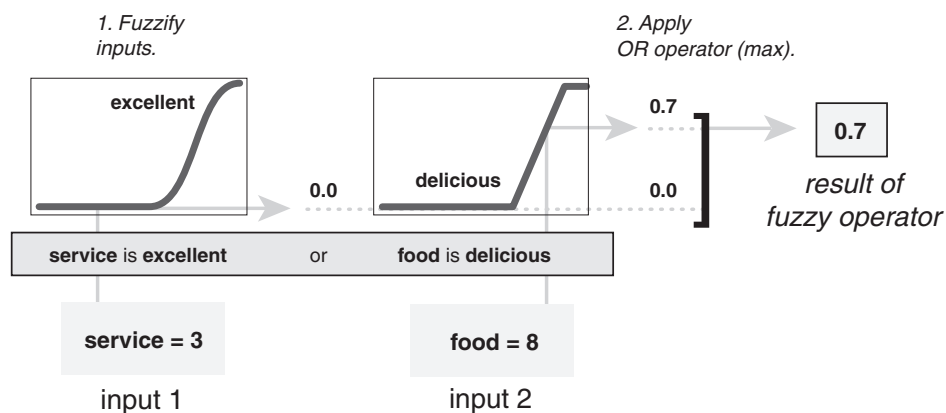 1. Fuzzify
inputs.
2. Apply
OR operator (max).
excellent
delicious
0.0
0.7
0.0
0.7
result of
fuzzy operator
service is excellent or food is delicious
service = 3
food = 8
input 1
input 2